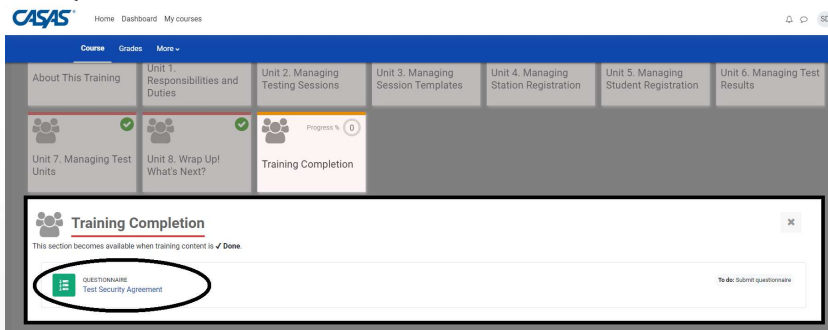 CASAS Home Dashboard My courses SD
Course Grades More
About This Training
Unit 1. Responsibilities and Duties
Unit 2. Managing Testing Sessions
Unit 3. Managing Session Templates
Unit 4. Managing Station Registration
Unit 5. Managing Student Registration
Unit 6. Managing Test Results
Unit 7. Managing Test Units
Unit 8. Wrap Up! What's Next?
Progress % 0
Training Completion
Training Completion
This section becomes available when training content is ✓ Done.
QUESTIONNAIRE
Test Security Agreement
To do: Submit questionnaire